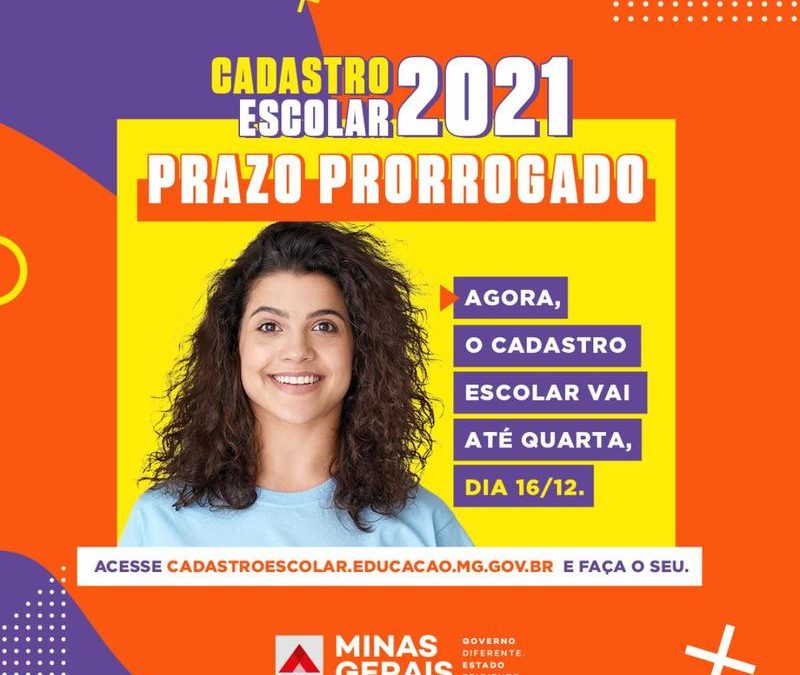 CADASTRO
ESCOLAR 2021
PRAZO PRORROGADO
AGORA,
O CADASTRO
ESCOLAR VAI
ATÉ QUARTA,
DIA 16/12.
ACESSE CADASTROESCOLAR.EDUCACAO.MG.GOV.BR E FAÇA O SEU.
MINAS
GERAIS
GOVERNO
DIFERENTE.
ESTADO